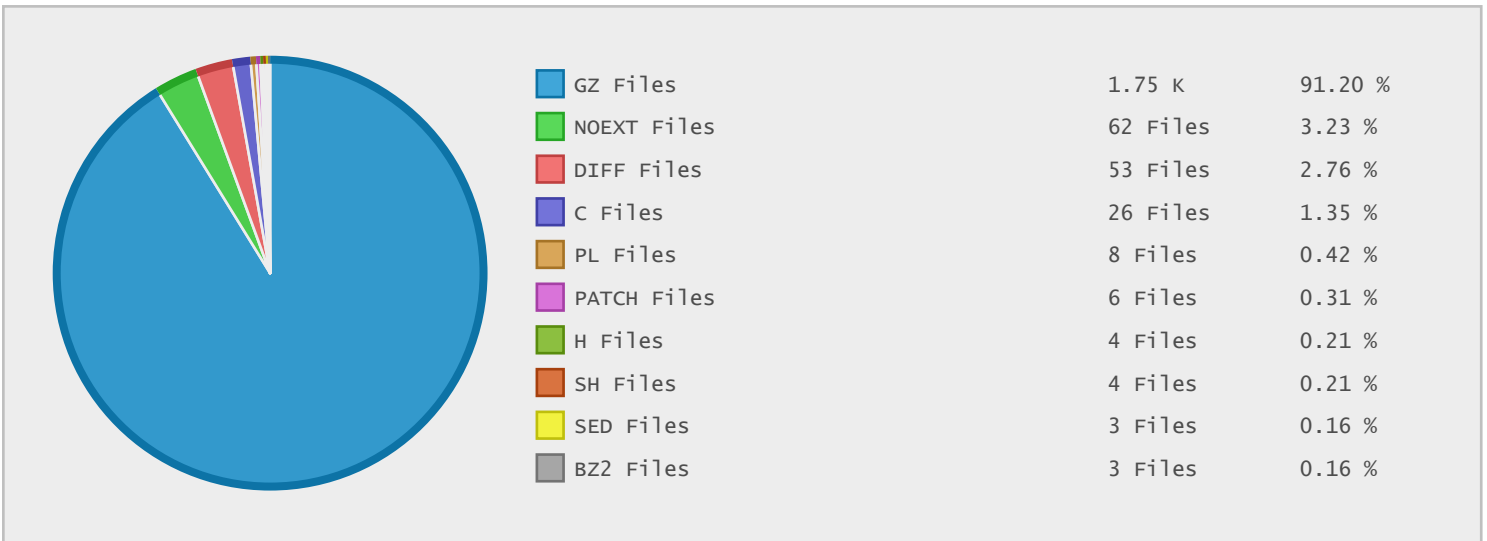 GZ Files 1.75 K 91.20 %
NOEXT Files 62 Files 3.23 %
DIFF Files 53 Files 2.76 %
C Files 26 Files 1.35 %
PL Files 8 Files 0.42 %
PATCH Files 6 Files 0.31 %
H Files 4 Files 0.21 %
SH Files 4 Files 0.21 %
SED Files 3 Files 0.16 %
BZ2 Files 3 Files 0.16 %